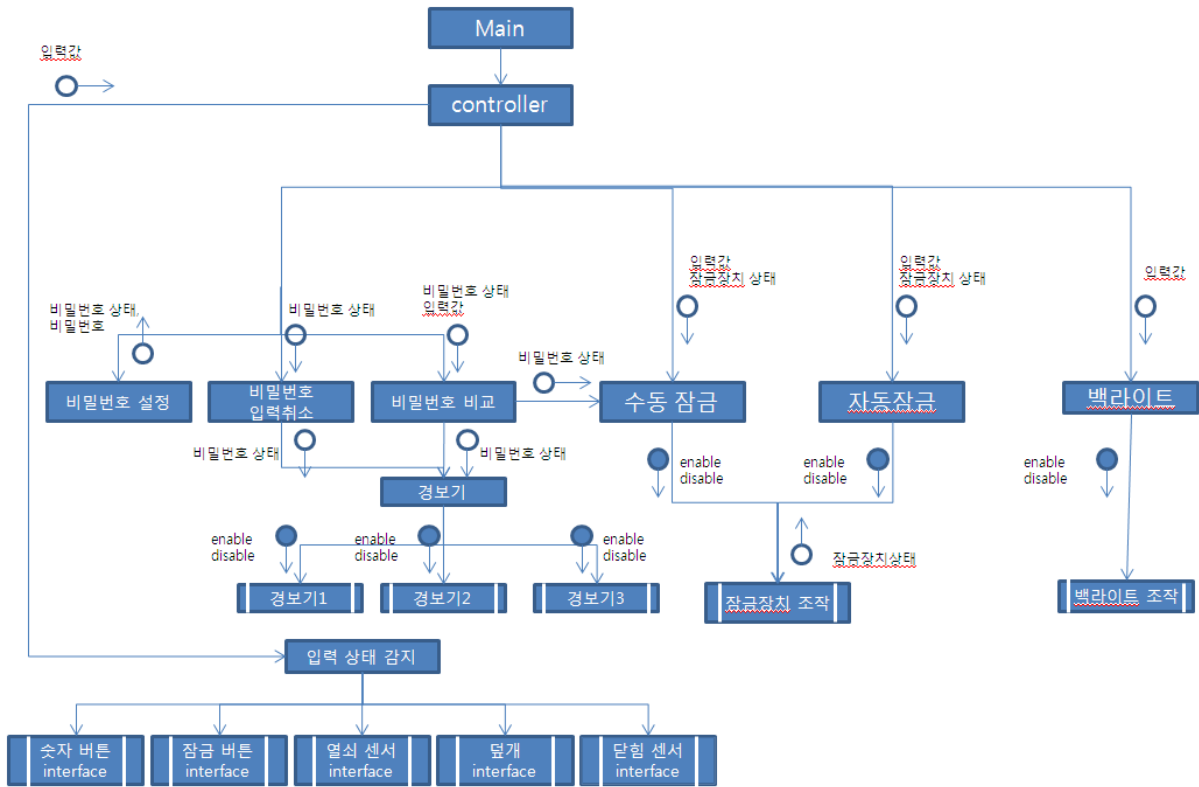 Main
입력값
controller
입력값
잠금장치 상태
입력값
잠금장치 상태
입력값
비밀번호 상태,
비밀번호
비밀번호 상태
비밀번호 상태
입력값
비밀번호 상태
비밀번호 설정
비밀번호
입력취소
비밀번호 비교
수동 잠금
자동잠금
백라이트
비밀번호 상태
비밀번호 상태
enable
disable
enable
disable
enable
disable
경보기
enable
disable
enable
disable
enable
disable
잠금장치상태
경보기1
경보기2
경보기3
잠금장치 조작
백라이트 조작
입력 상태 감지
숫자 버튼
interface
잠금 버튼
interface
열쇠 센서
interface
덮개
interface
닫힘 센서
interface